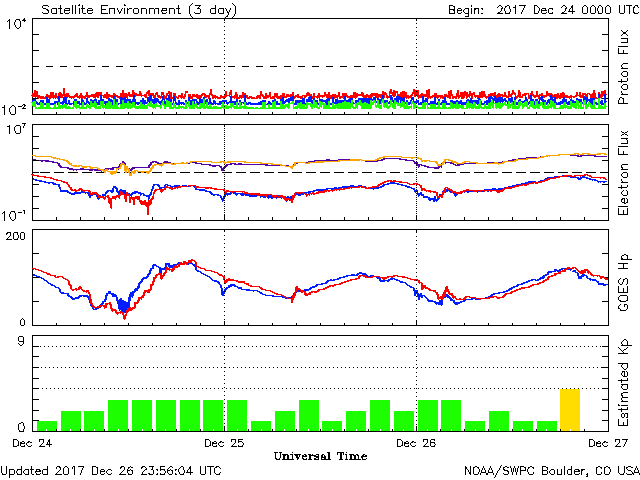 Satellite Environment (3 day) Begin: 2017 Dec 24 0000 UTC
10⁴
10⁻²
Proton Flux
10⁷
10⁻¹
Electron Flux
200
0
GOES Hp
9
0
Estimated Kp
Dec 24 Dec 25 Dec 26 Dec 27
Universal Time
Updated 2017 Dec 26 23:56:04 UTC NOAA/SWPC Boulder, CO USA